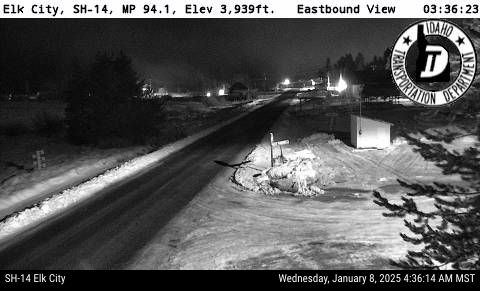 Elk City, SH-14, MP 94.1, Elev 3,939ft. Eastbound View 03:36:23
IDAHO
TRANSPORTATION DEPARTMENT
SH-14 Elk City Wednesday, January 8, 2025 4:36:14 AM MST